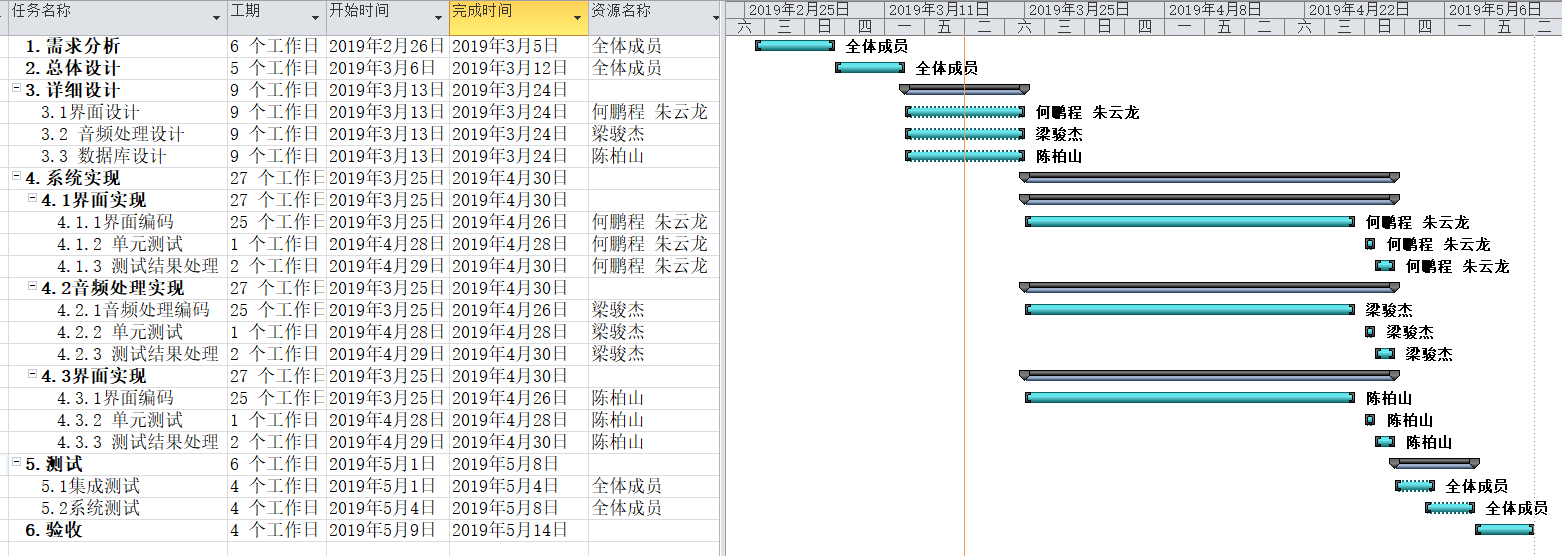 任务名称 工期 开始时间 完成时间 资源名称 2019年2月25日 2019年3月11日 2019年3月25日 2019年4月8日 2019年4月22日 2019年5月6日
六 三 日 四 一 五 二 六 三 日 四 一 五 二 六 三 日 四 一 五 二
1.需求分析 6 个工作日 2019年2月26日 2019年3月5日 全体成员 全体成员
2.总体设计 5 个工作日 2019年3月6日 2019年3月12日 全体成员 全体成员
3.详细设计 9 个工作日 2019年3月13日 2019年3月24日
3.1界面设计 9 个工作日 2019年3月13日 2019年3月24日 何鹏程 朱云龙 何鹏程 朱云龙
3.2 音频处理设计 9 个工作日 2019年3月13日 2019年3月24日 梁骏杰 梁骏杰
3.3 数据库设计 9 个工作日 2019年3月13日 2019年3月24日 陈柏山 陈柏山
4.系统实现 27 个工作日 2019年3月25日 2019年4月30日
4.1界面实现 27 个工作日 2019年3月25日 2019年4月30日
4.1.1界面编码 25 个工作日 2019年3月25日 2019年4月26日 何鹏程 朱云龙 何鹏程 朱云龙
4.1.2 单元测试 1 个工作日 2019年4月28日 2019年4月28日 何鹏程 朱云龙 何鹏程 朱云龙
4.1.3 测试结果处理 2 个工作日 2019年4月29日 2019年4月30日 何鹏程 朱云龙 何鹏程 朱云龙
4.2音频处理实现 27 个工作日 2019年3月25日 2019年4月30日
4.2.1音频处理编码 25 个工作日 2019年3月25日 2019年4月26日 梁骏杰 梁骏杰
4.2.2 单元测试 1 个工作日 2019年4月28日 2019年4月28日 梁骏杰 梁骏杰
4.2.3 测试结果处理 2 个工作日 2019年4月29日 2019年4月30日 梁骏杰 梁骏杰
4.3界面实现 27 个工作日 2019年3月25日 2019年4月30日
4.3.1界面编码 25 个工作日 2019年3月25日 2019年4月26日 陈柏山 陈柏山
4.3.2 单元测试 1 个工作日 2019年4月28日 2019年4月28日 陈柏山 陈柏山
4.3.3 测试结果处理 2 个工作日 2019年4月29日 2019年4月30日 陈柏山 陈柏山
5.测试 6 个工作日 2019年5月1日 2019年5月8日
5.1集成测试 4 个工作日 2019年5月1日 2019年5月4日 全体成员 全体成员
5.2系统测试 4 个工作日 2019年5月4日 2019年5月8日 全体成员 全体成员
6.验收 4 个工作日 2019年5月9日 2019年5月14日